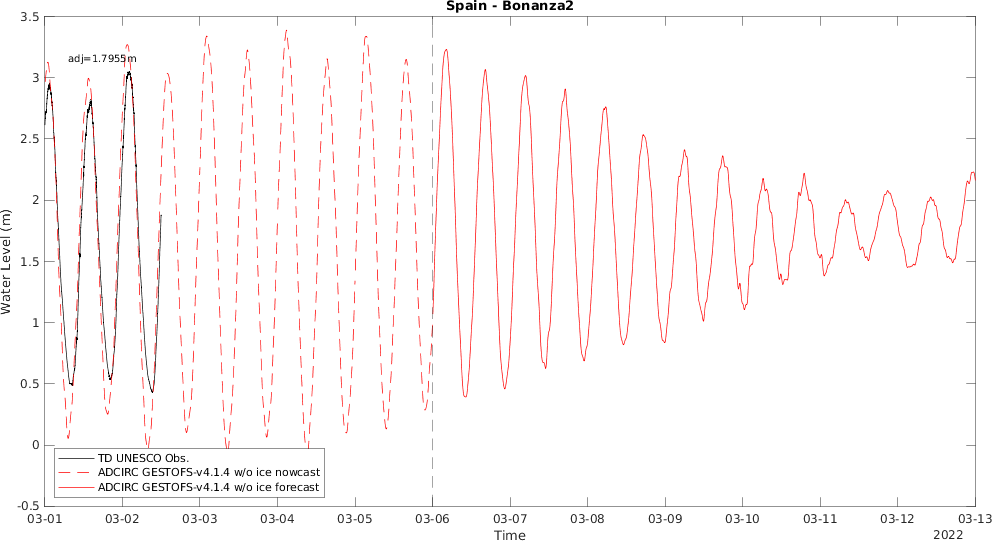 Spain - Bonanza2
adj=1.7955m
Water Level (m)
3.5
3
2.5
2
1.5
1
0.5
0
-0.5
TD UNESCO Obs.
ADCIRC GESTOFS-v4.1.4 w/o ice nowcast
ADCIRC GESTOFS-v4.1.4 w/o ice forecast
03-01 03-02 03-03 03-04 03-05 03-06 03-07 03-08 03-09 03-10 03-11 03-12 03-13
Time
2022